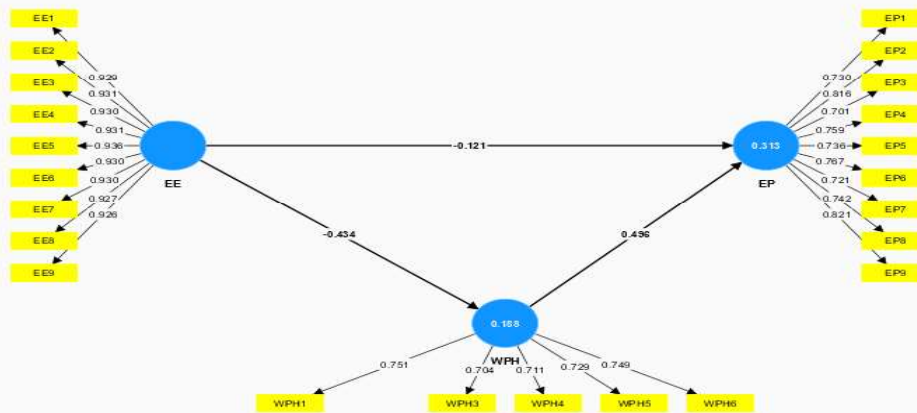 EE1
EE2
EE3
EE4
EE5
EE6
EE7
EE8
EE9
0.929
0.931
0.930
0.931
0.936
0.930
0.930
0.927
0.926
EE
-0.121
-0.434
0.496
0.313
EP
0.730
0.816
0.701
0.759
0.736
0.767
0.721
0.742
0.821
EP1
EP2
EP3
EP4
EP5
EP6
EP7
EP8
EP9
0.188
WPH
0.751
0.704
0.711
0.729
0.749
WPH1
WPH3
WPH4
WPH5
WPH6